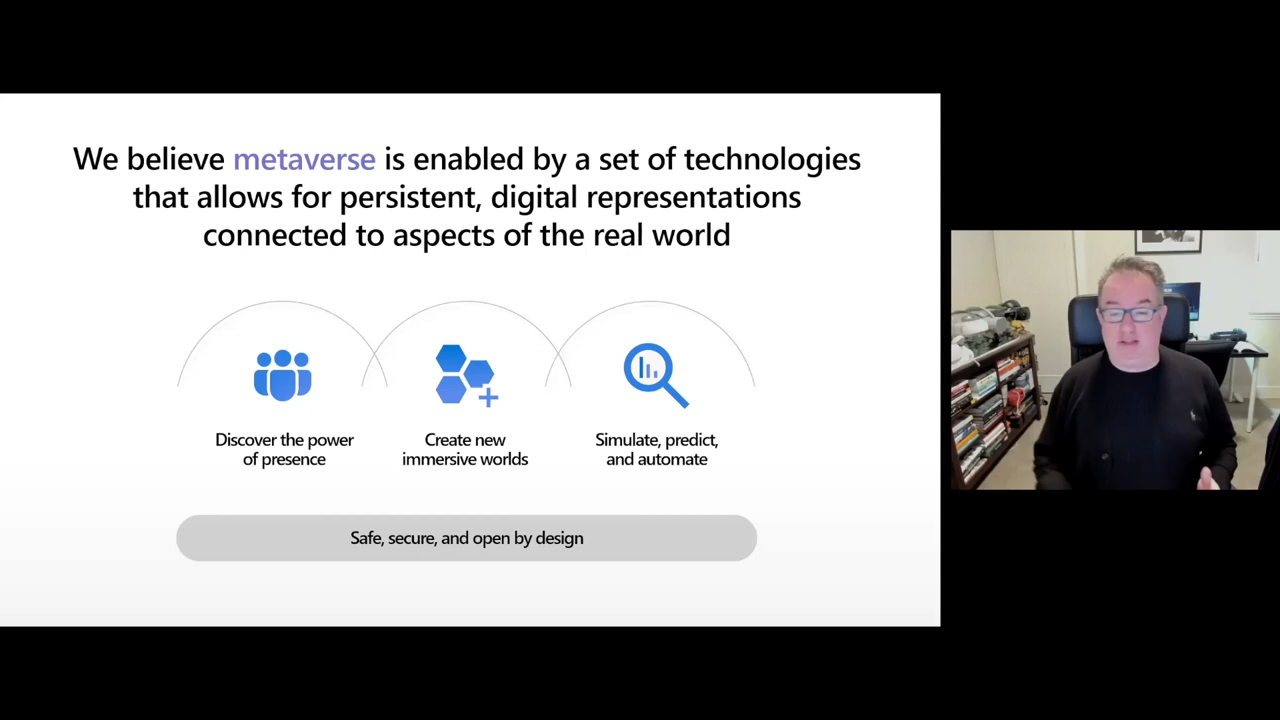 We believe metaverse is enabled by a set of technologies
that allows for persistent, digital representations
connected to aspects of the real world
Discover the power
of presence
Create new
immersive worlds
Simulate, predict,
and automate
Safe, secure, and open by design